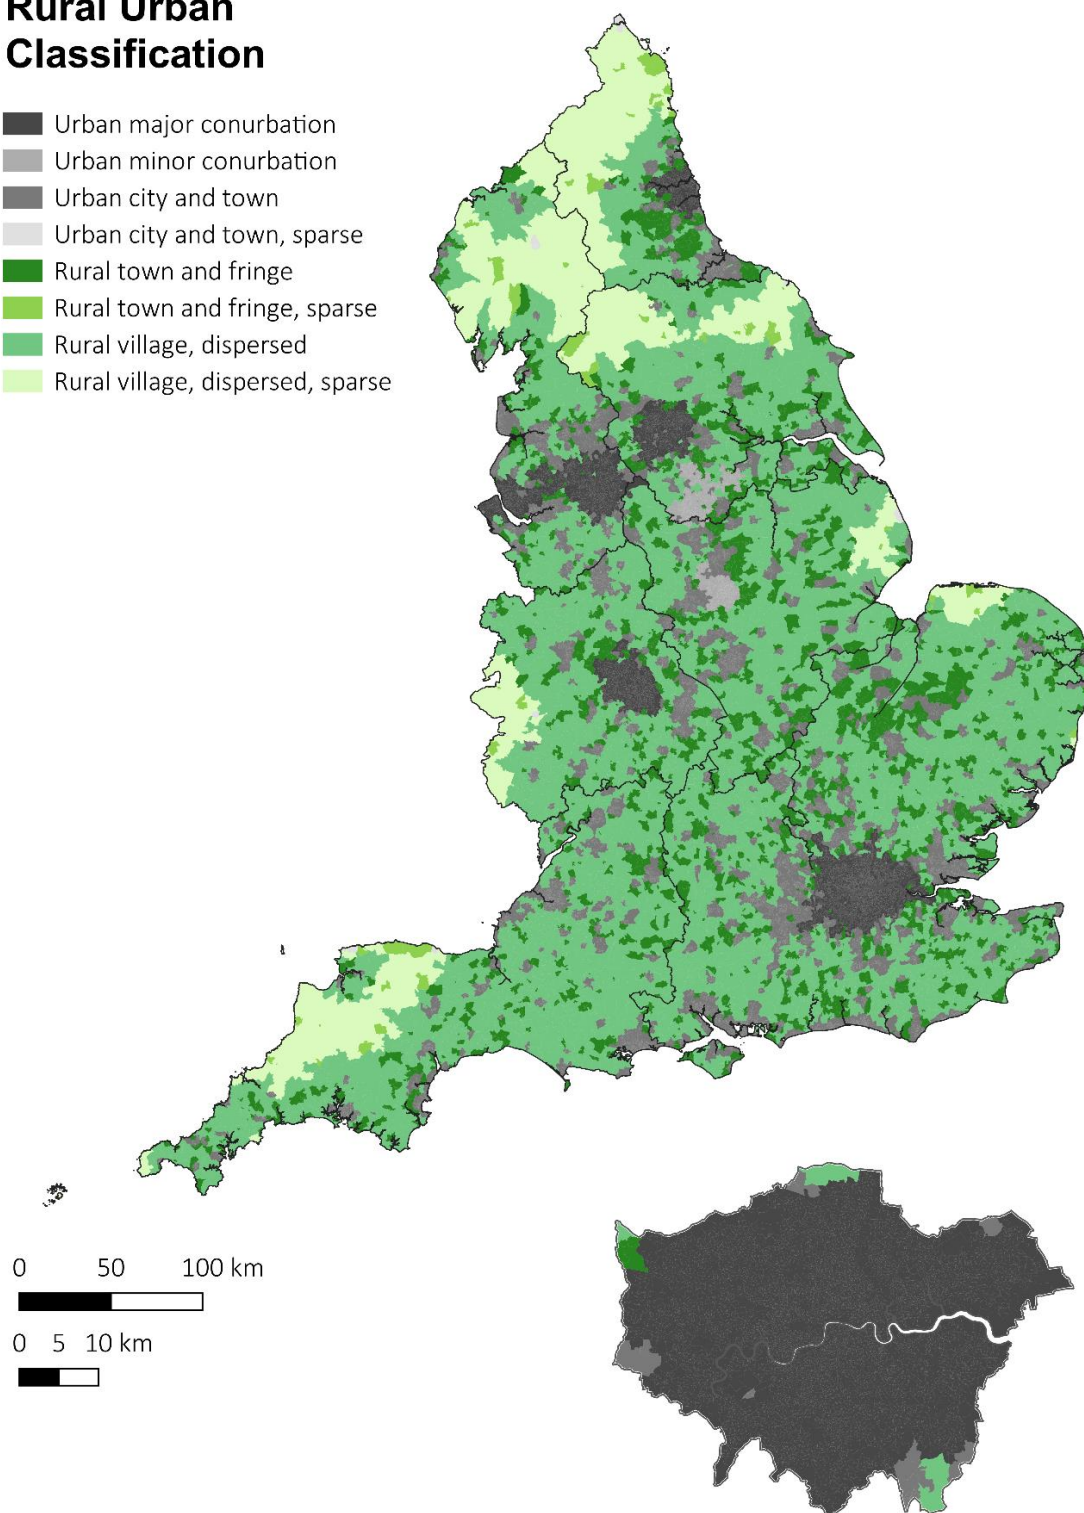 Rural Urban
Classification
Urban major conurbation
Urban minor conurbation
Urban city and town
Urban city and town, sparse
Rural town and fringe
Rural town and fringe, sparse
Rural village, dispersed
Rural village, dispersed, sparse
0 50 100 km
0 5 10 km